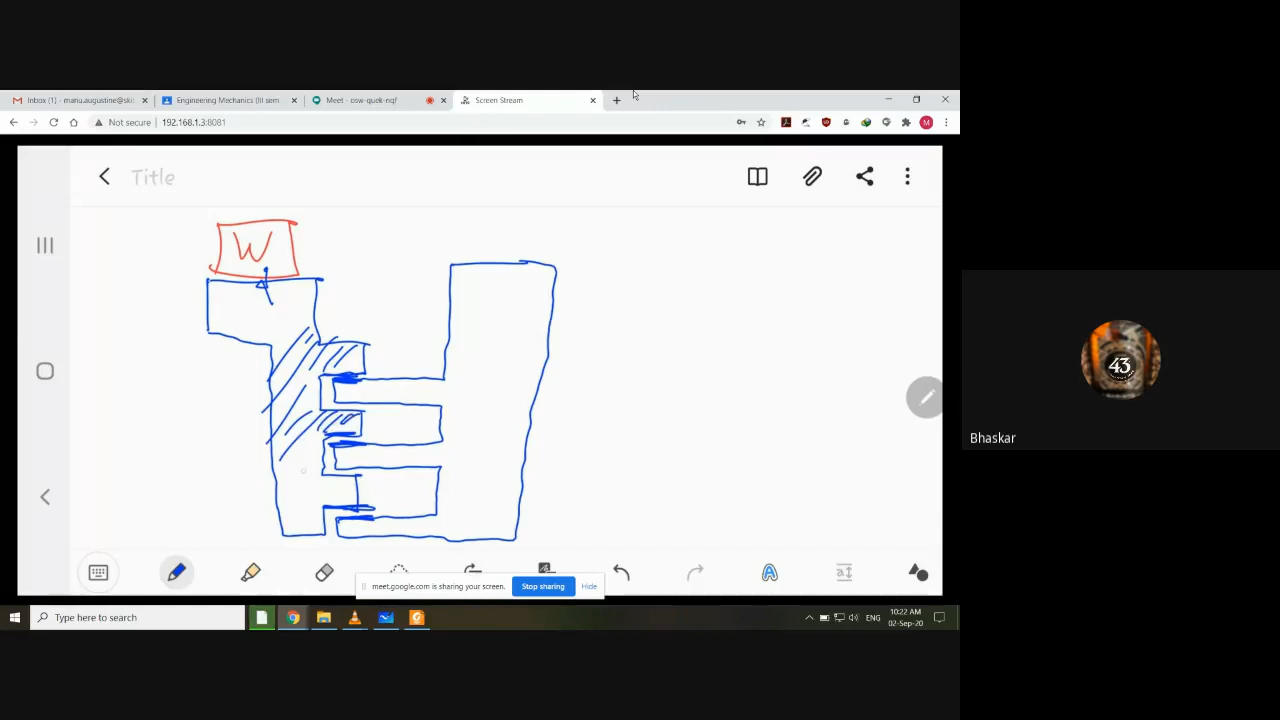 Inbox (1) - manu.augustine@ski
Engineering Mechanics (III sem
Meet - osw-quek-nqf
Screen Stream
Not secure
192.168.1.3:8081
M
Title
W
43
Bhaskar
meet.google.com is sharing your screen.
Stop sharing
Hide
A
Type here to search
ENG
10:22 AM
02-Sep-20